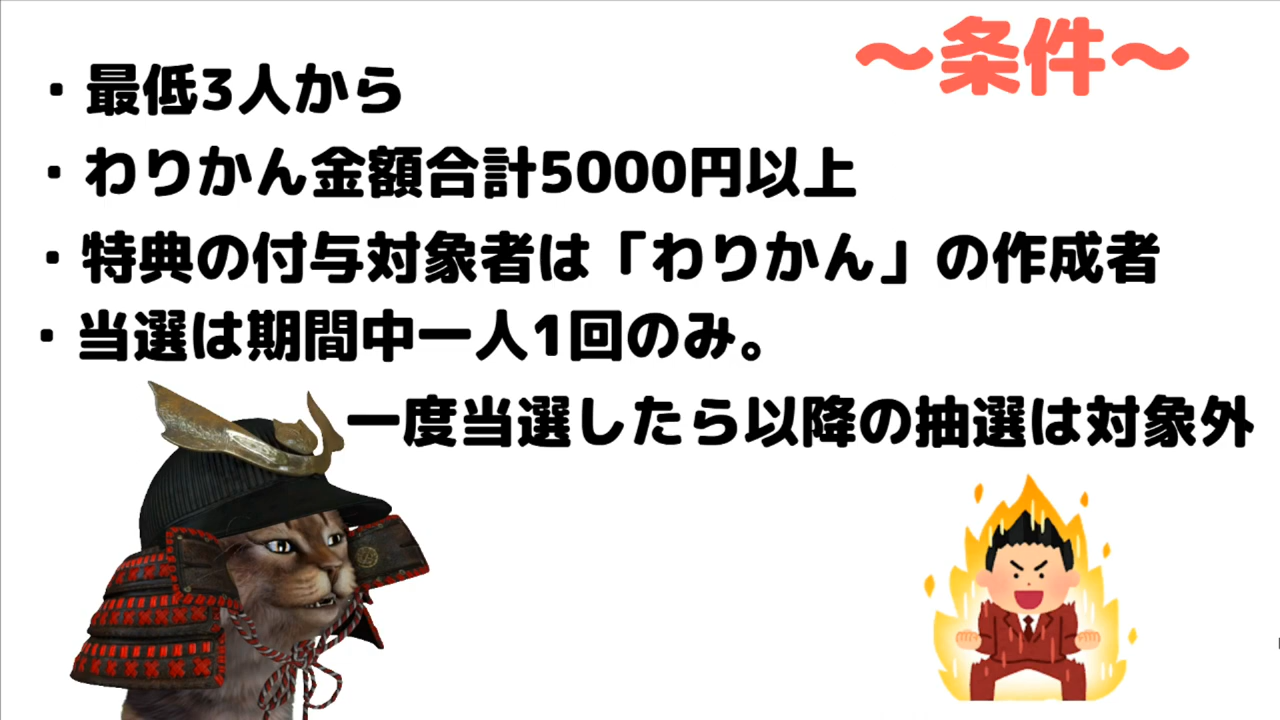 ～条件～
・最低3人から
・わりかん金額合計5000円以上
・特典の付与対象者は「わりかん」の作成者
・当選は期間中一人1回のみ。
一度当選したら以降の抽選は対象外